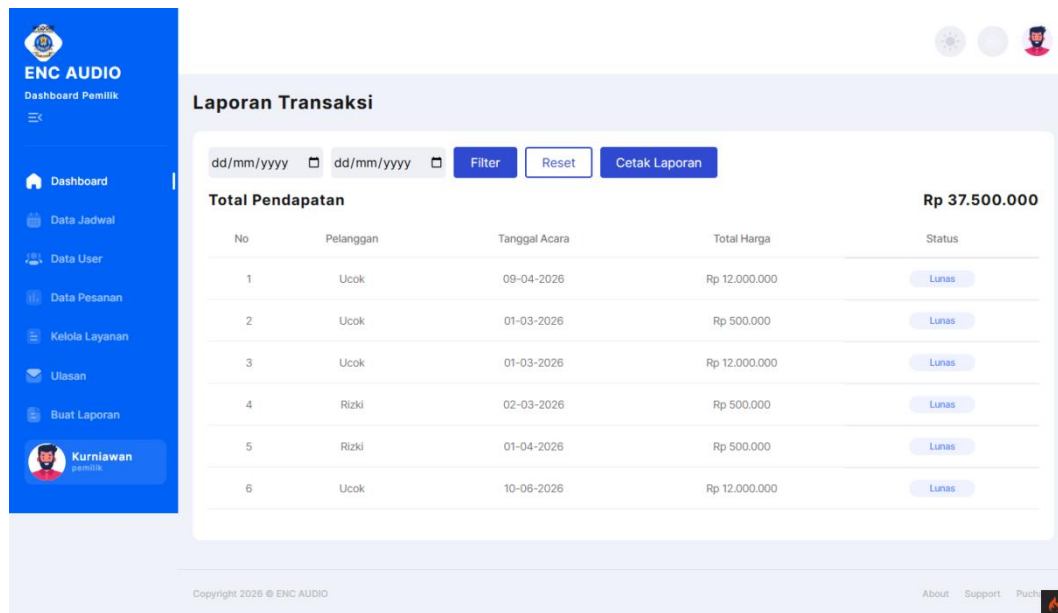 ENC AUDIO
Dashboard Pemilik
Dashboard
Data Jadwal
Data User
Data Pesanan
Kelola Layanan
Ulasan
Buat Laporan
Kurniawan
pemilik
Laporan Transaksi
dd/mm/yyyy dd/mm/yyyy Filter Reset Cetak Laporan
Total Pendapatan Rp 37.500.000
No Pelanggan Tanggal Acara Total Harga Status
1 Ucok 09-04-2026 Rp 12.000.000 Lunas
2 Ucok 01-03-2026 Rp 500.000 Lunas
3 Ucok 01-03-2026 Rp 12.000.000 Lunas
4 Rizki 02-03-2026 Rp 500.000 Lunas
5 Rizki 01-04-2026 Rp 500.000 Lunas
6 Ucok 10-06-2026 Rp 12.000.000 Lunas
Copyright 2026 © ENC AUDIO About Support